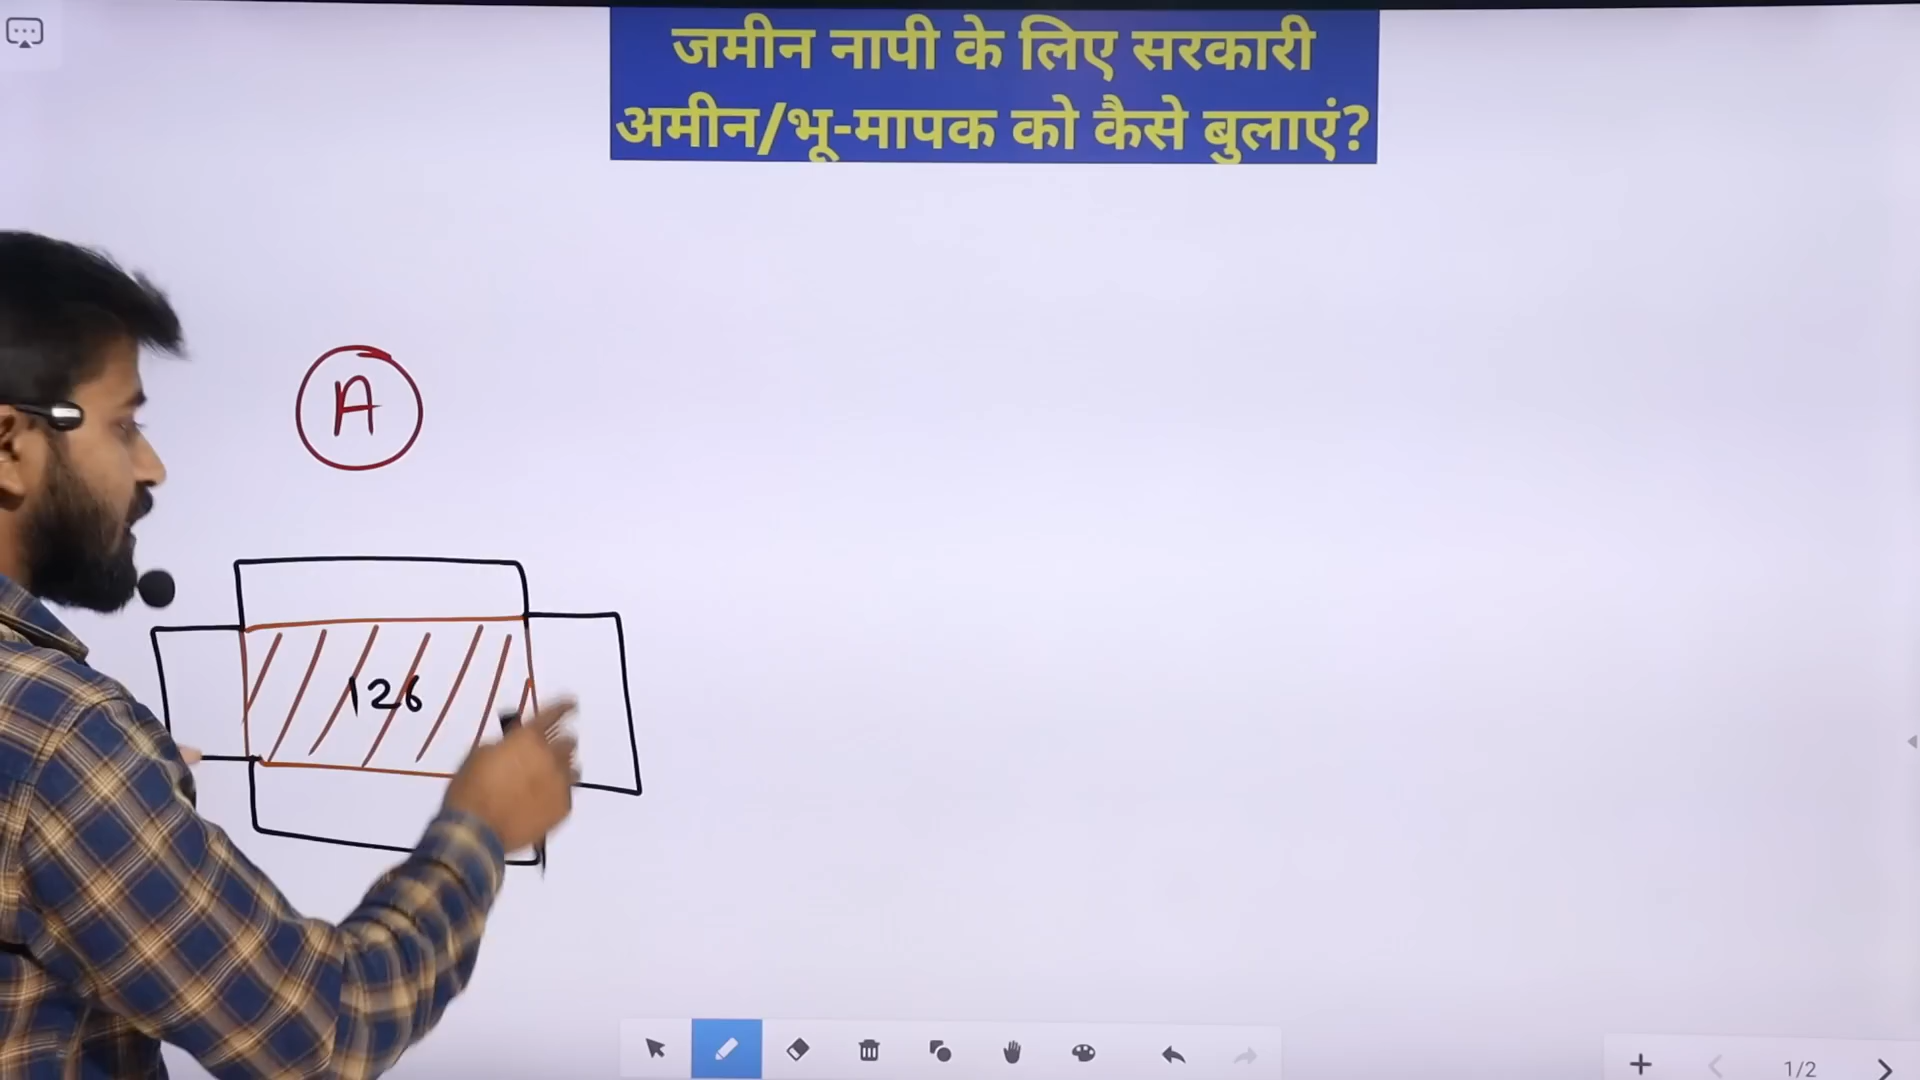 जमीन नापी के लिए सरकारी
अमीन/भू-मापक को कैसे बुलाएं?
A
126
1/2